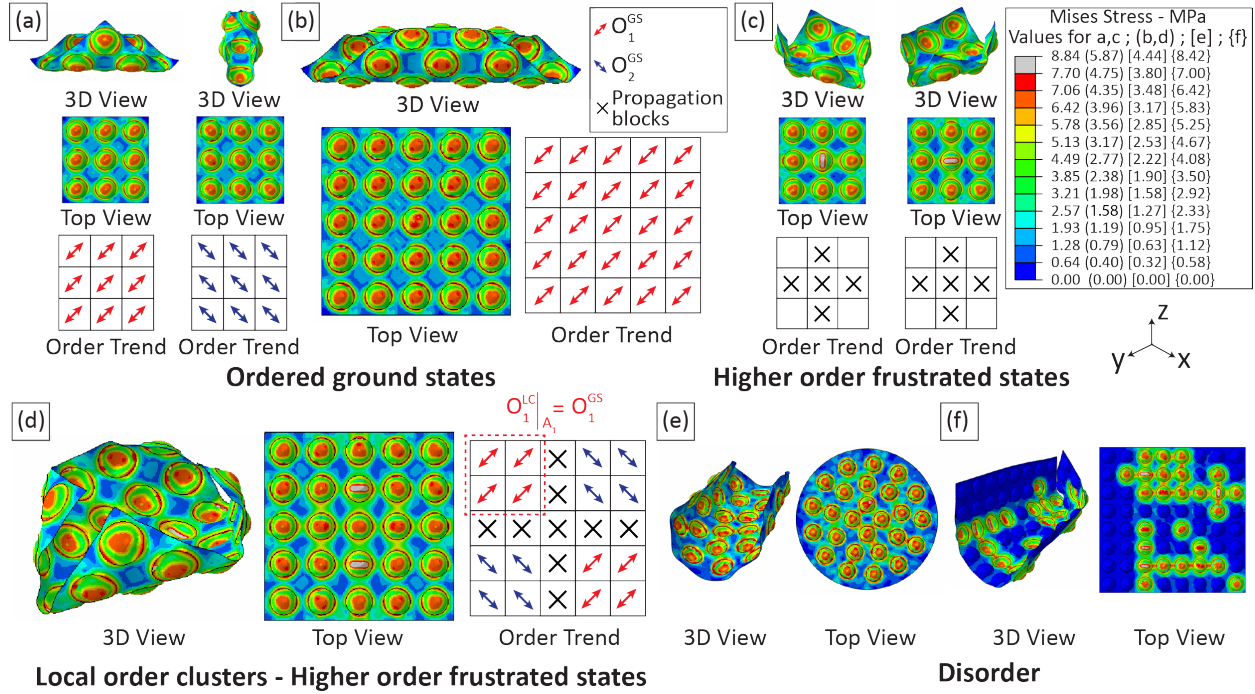 (a)
3D View
3D View
Top View
Top View
Order Trend
Order Trend
(b)
3D View
O₁ᴳˢ
O₂ᴳˢ
Propagation
blocks
Top View
Order Trend
Ordered ground states
(c)
3D View
3D View
Top View
Top View
Order Trend
Order Trend
Higher order frustrated states
Mises Stress - MPa
Values for a,c ; (b,d) ; [e] ; {f}
8.84 (5.87) [4.44] {8.42}
7.70 (4.75) [3.80] {7.00}
7.06 (4.35) [3.48] {6.42}
6.42 (3.96) [3.17] {5.83}
5.78 (3.56) [2.85] {5.25}
5.13 (3.17) [2.53] {4.67}
4.49 (2.77) [2.22] {4.08}
3.85 (2.38) [1.90] {3.50}
3.21 (1.98) [1.58] {2.92}
2.57 (1.58) [1.27] {2.33}
1.93 (1.19) [0.95] {1.75}
1.28 (0.79) [0.63] {1.12}
0.64 (0.40) [0.32] {0.58}
0.00 (0.00) [0.00] {0.00}
z
y
x
(d)
O₁ᴸᶜ|A₁ = O₁ᴳˢ
3D View
Top View
Order Trend
Local order clusters - Higher order frustrated states
(e)
3D View
Top View
(f)
3D View
Top View
Disorder